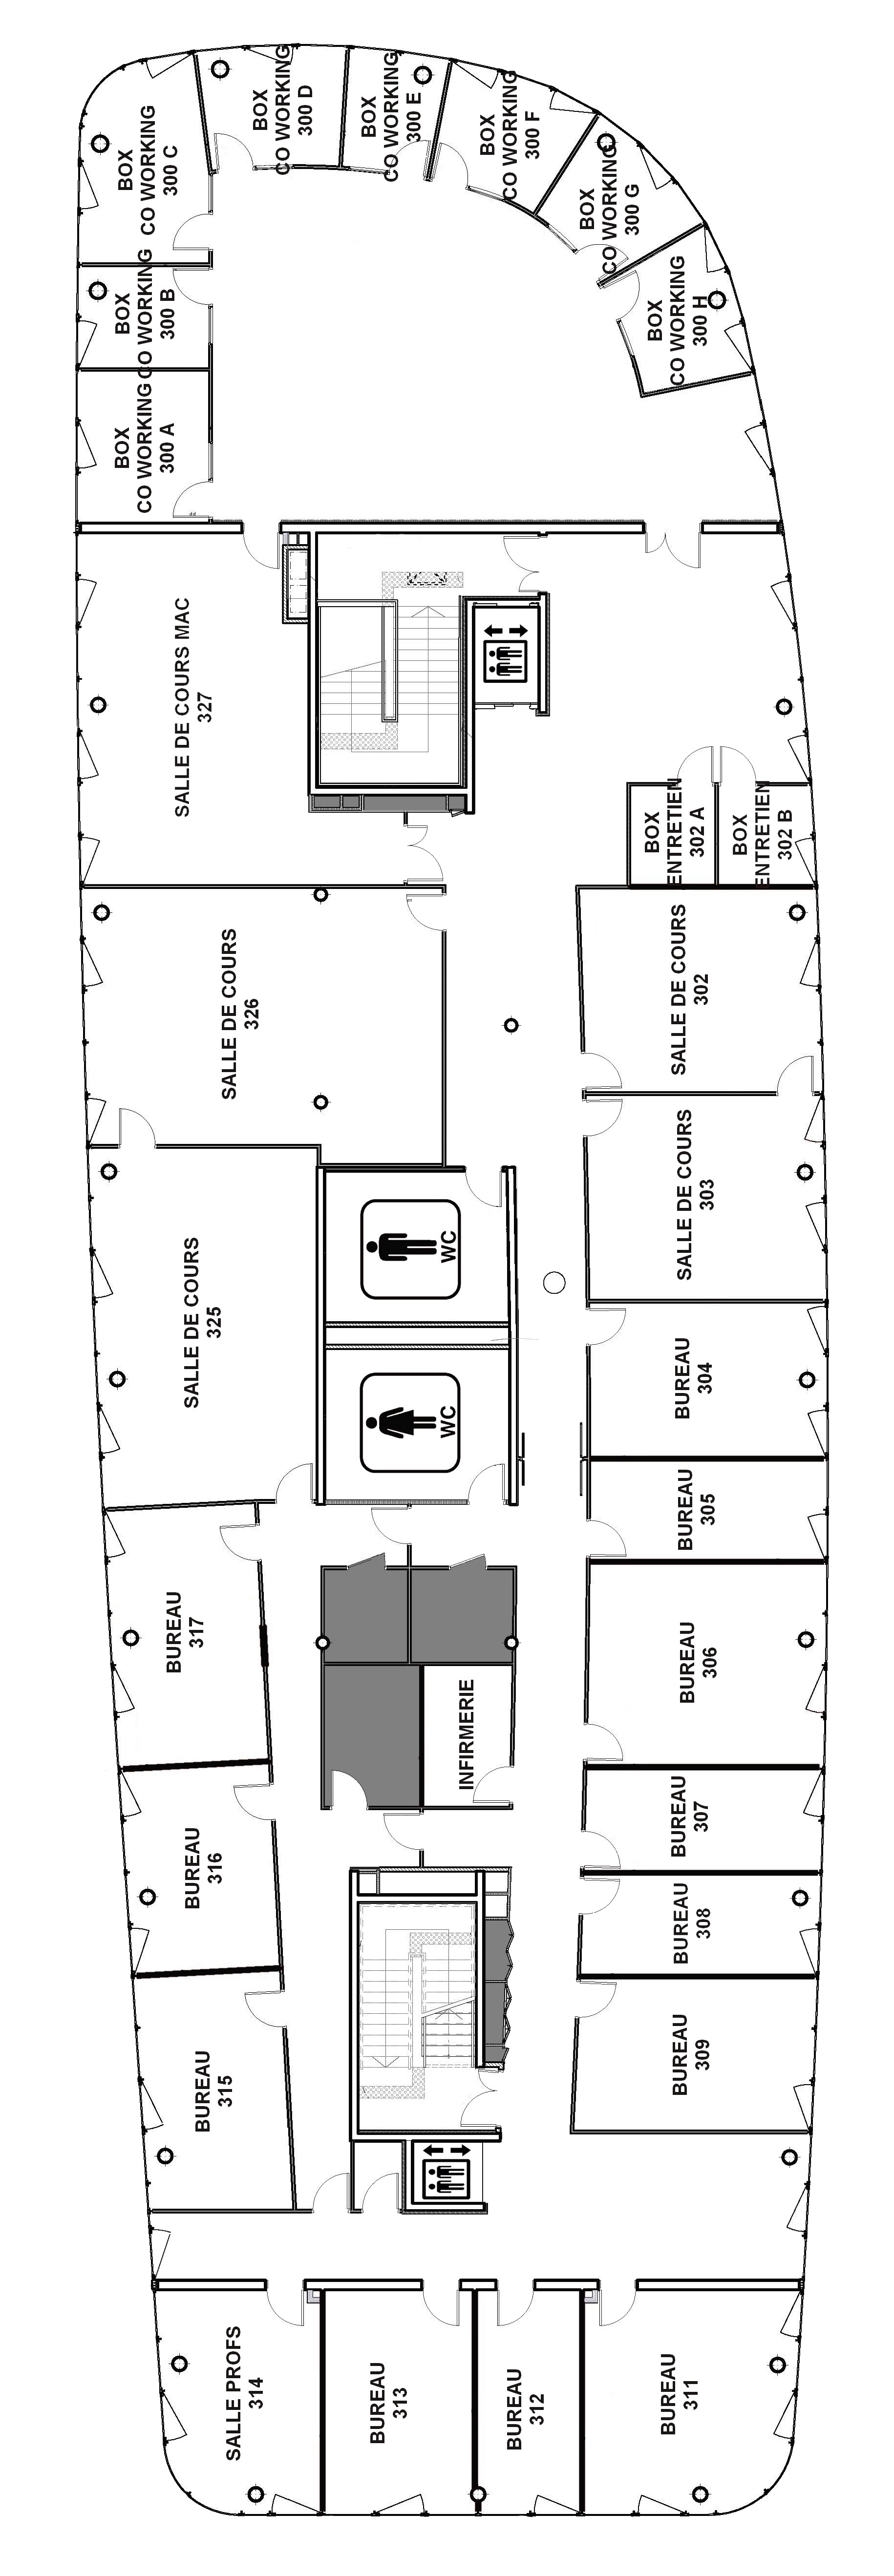 BOX
CO WORKING
300 C
BOX
CO WORKING
300 D
BOX
CO WORKING
300 E
BOX
CO WORKING
300 F
BOX
CO WORKING
300 G
BOX
CO WORKING
300 H
BOX
CO WORKING
300 B
BOX
CO WORKING
300 A
SALLE DE COURS MAC
327
BOX
ENTRETIEN
302 A
BOX
ENTRETIEN
302 B
SALLE DE COURS
326
SALLE DE COURS
302
SALLE DE COURS
303
WC
SALLE DE COURS
325
BUREAU
304
WC
BUREAU
305
BUREAU
317
BUREAU
306
INFIRMERIE
BUREAU
307
BUREAU
316
BUREAU
308
BUREAU
309
BUREAU
315
SALLE PROFS
314
BUREAU
313
BUREAU
312
BUREAU
311